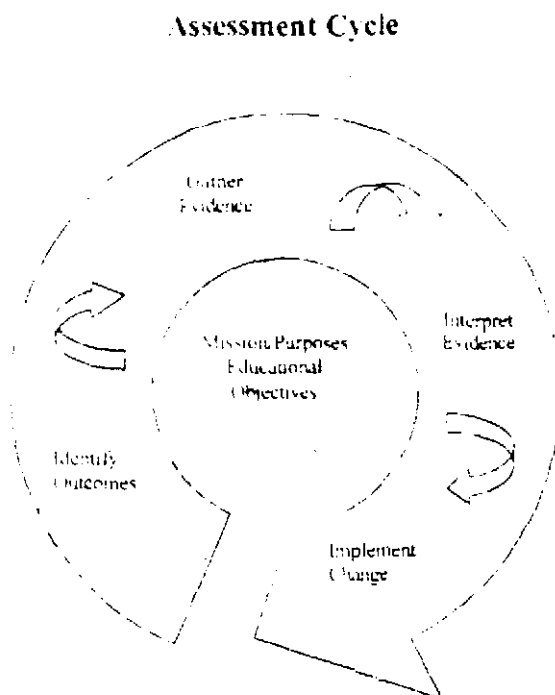 Assessment Cycle
Gather
Evidence
Interpret
Evidence
Mission/Purposes
Educational
Objectives
Identify
Outcomes
Implement
Change